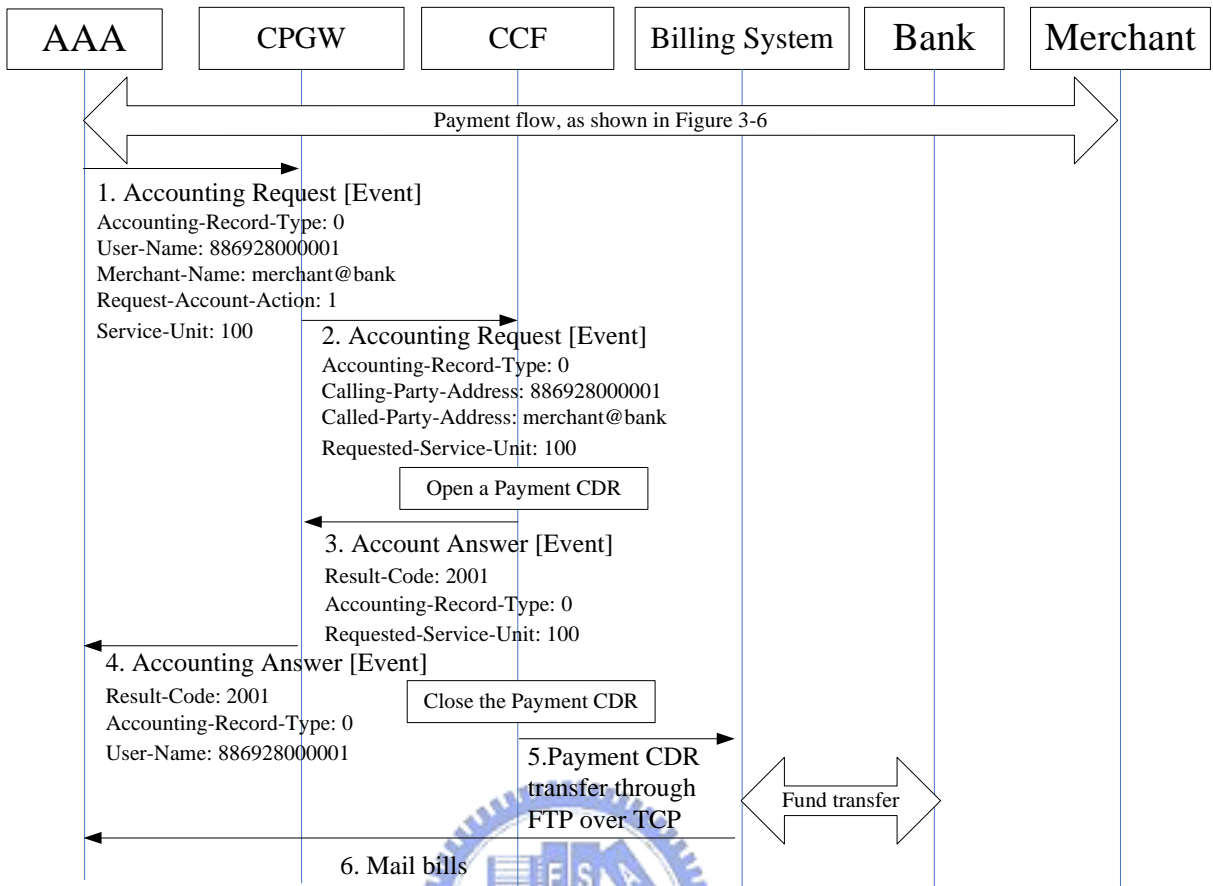 AAA
CPGW
CCF
Billing System
Bank
Merchant
Payment flow, as shown in Figure 3-6
1. Accounting Request [Event]
Accounting-Record-Type: 0
User-Name: 886928000001
Merchant-Name: merchant@bank
Request-Account-Action: 1
Service-Unit: 100
2. Accounting Request [Event]
Accounting-Record-Type: 0
Calling-Party-Address: 886928000001
Called-Party-Address: merchant@bank
Requested-Service-Unit: 100
Open a Payment CDR
3. Account Answer [Event]
Result-Code: 2001
Accounting-Record-Type: 0
Requested-Service-Unit: 100
4. Accounting Answer [Event]
Result-Code: 2001
Accounting-Record-Type: 0
User-Name: 886928000001
Close the Payment CDR
5.Payment CDR
transfer through
FTP over TCP
Fund transfer
6. Mail bills